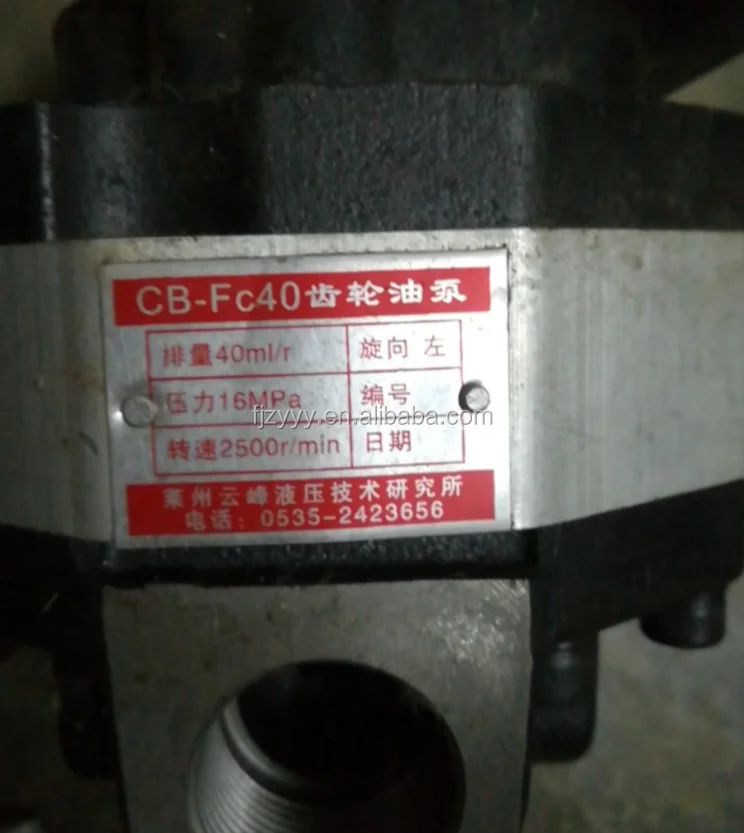 CB-Fc40齿轮油泵
排量40ml/r 旋向 左
压力16MPa 编号
fjzyyy.en.alibaba.com
转速2500r/min 日期
莱州云峰液压技术研究所
电话：0535-2423656